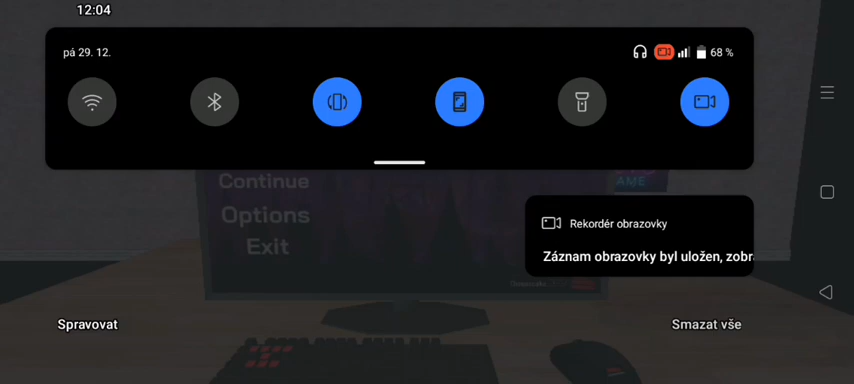 12:04
pá 29. 12.
68 %
Continue
AME
Options
Rekordér obrazovky
Exit
Záznam obrazovky byl uložen, zobr
Spravovat
Smazat vše